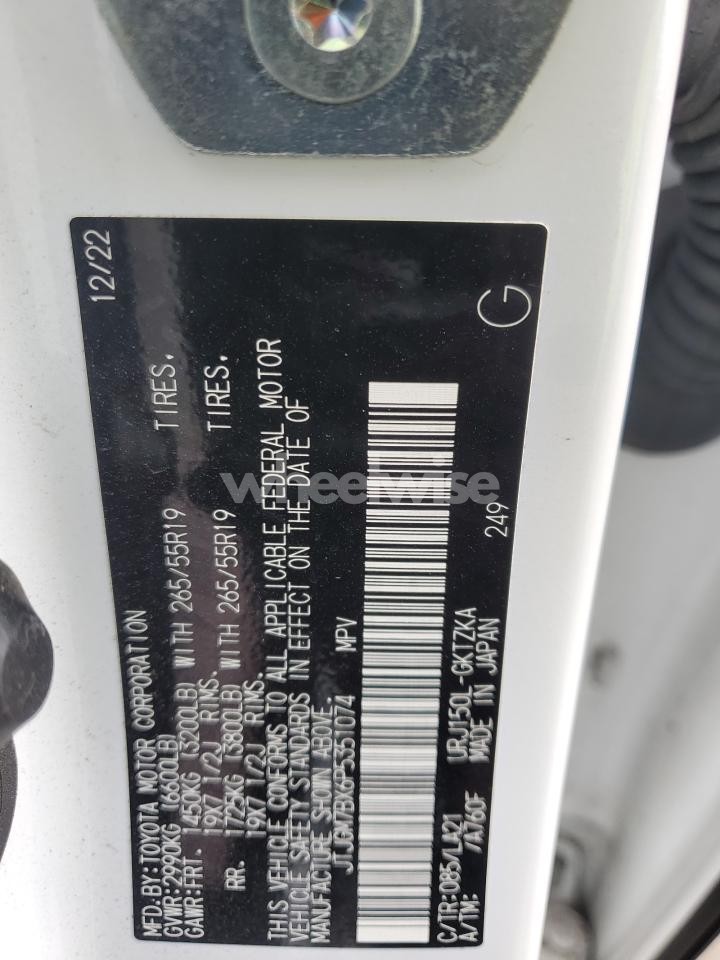 MFD.BY:TOYOTA MOTOR CORPORATION 12/22
GVWR:2990KG (6600LB)
GAWR:FRT. 1450KG (3200LB) WITH 265/55R19 TIRES.
19X7 1/2J RIMS.
RR. 1725KG (3800LB) WITH 265/55R19 TIRES.
19X7 1/2J RIMS.
THIS VEHICLE CONFORMS TO ALL APPLICABLE FEDERAL MOTOR
VEHICLE SAFETY STANDARDS IN EFFECT ON THE DATE OF
MANUFACTURE SHOWN ABOVE.
JTJGM7BX6P5351074 MPV
C/TR:085/LA21 URJ150L-GKTZKA 249 G
A/TM: /A760F MADE IN JAPAN
wheelwise